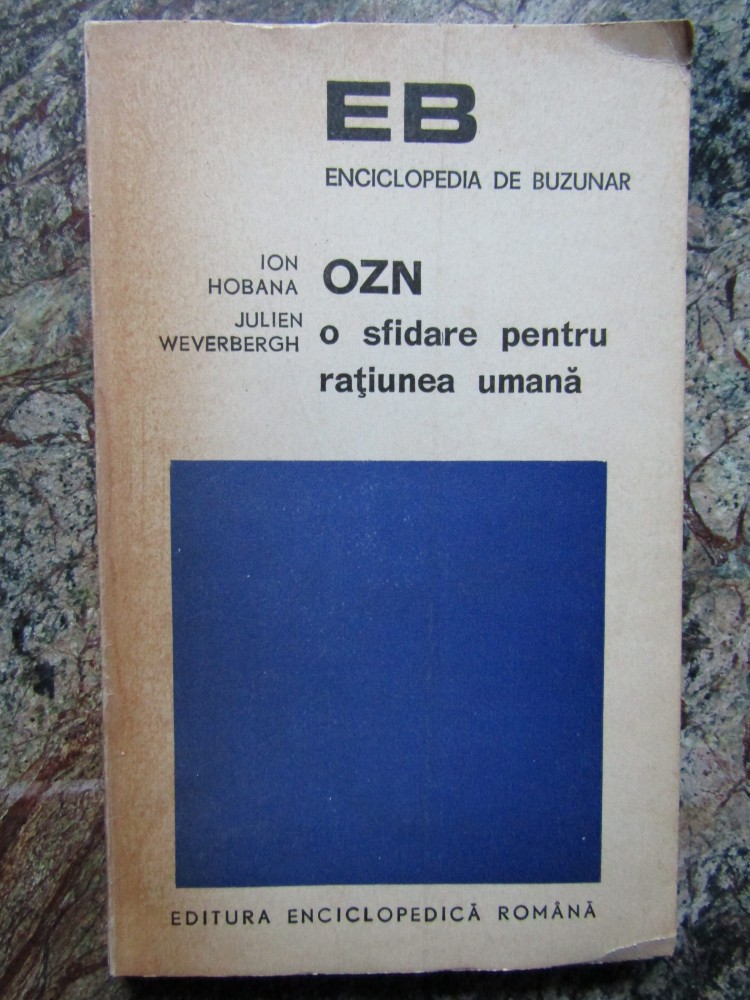 EB
ENCICLOPEDIA DE BUZUNAR
ION
HOBANA
JULIEN
WEVERBERGH
OZN
o sfidare pentru
raţiunea umană
EDITURA ENCICLOPEDICĂ ROMÂNĂ